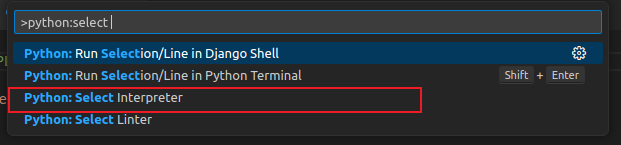 >python:select
Python: Run Selection/Line in Django Shell
Python: Run Selection/Line in Python Terminal Shift + Enter
Python: Select Interpreter
Python: Select Linter